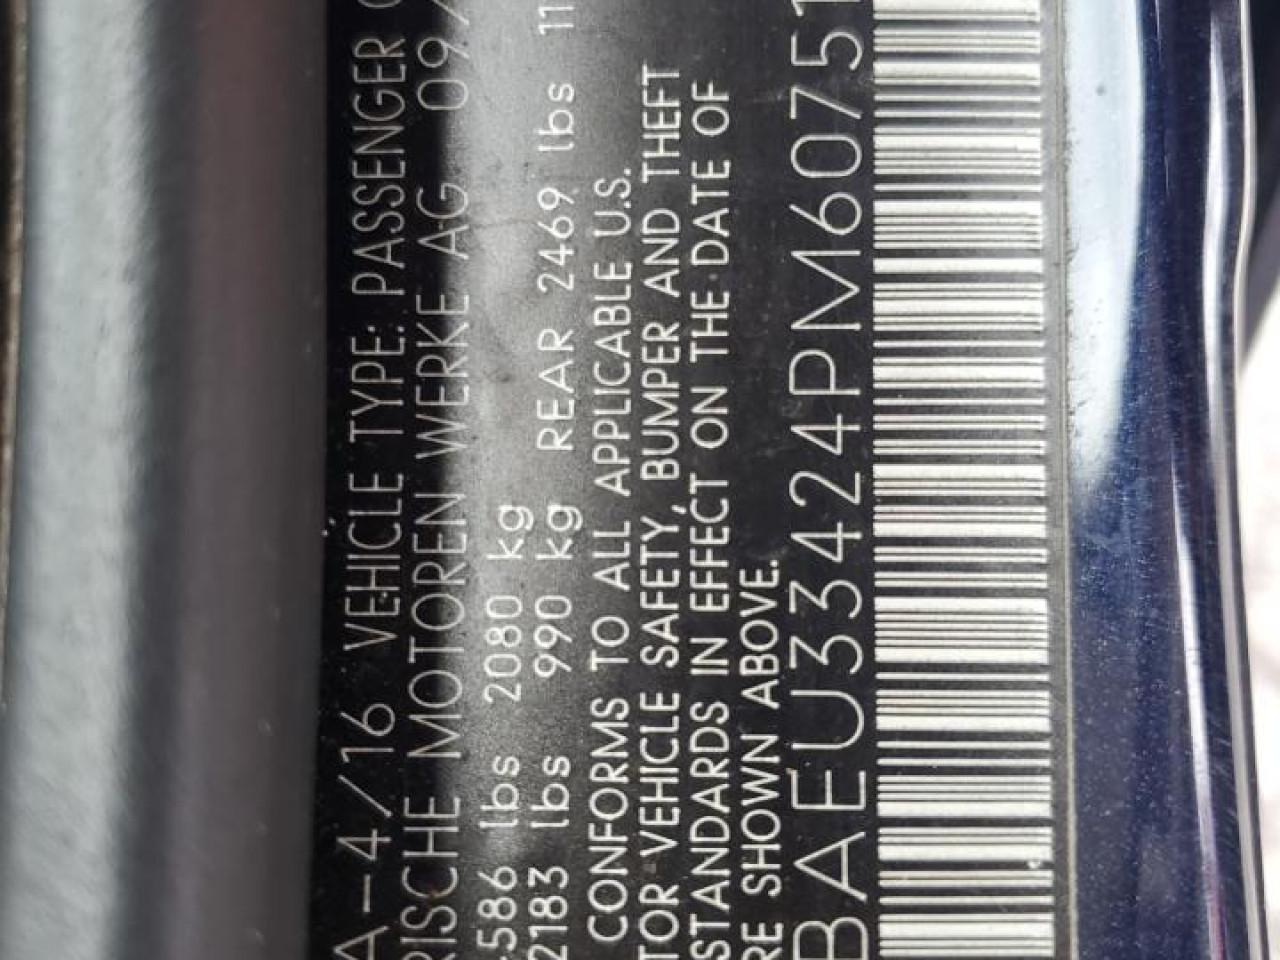 A-4/16 VEHICLE TYPE: PASSENGER
RISCHE MOTOREN WERKE AG 09/
586 lbs 2080 kg
2183 lbs 990 kg REAR 2469 lbs 11
CONFORMS TO ALL APPLICABLE U.S.
TOR VEHICLE SAFETY, BUMPER AND THEFT
STANDARDS IN EFFECT ON THE DATE OF
RE SHOWN ABOVE.
BAEU33424PM60751